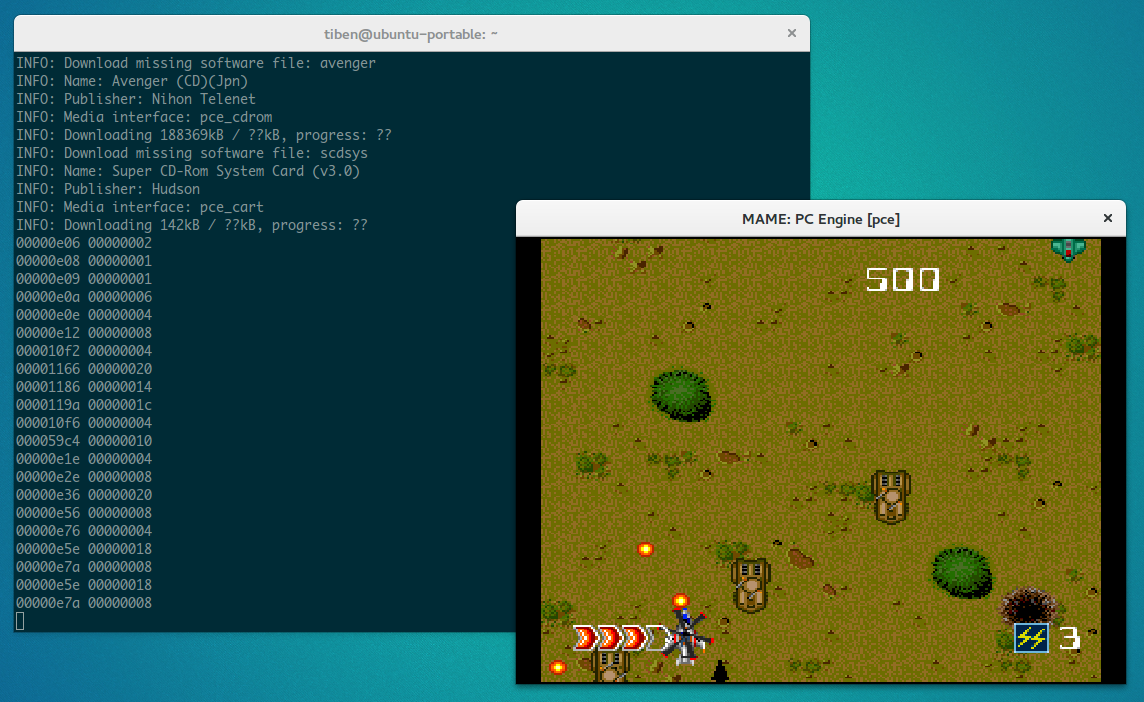 tiben@ubuntu-portable: ~
INFO: Download missing software file: avenger
INFO: Name: Avenger (CD)(Jpn)
INFO: Publisher: Nihon Telenet
INFO: Media interface: pce_cdrom
INFO: Downloading 188369kB / ??kB, progress: ??
INFO: Download missing software file: scdsys
INFO: Name: Super CD-Rom System Card (v3.0)
INFO: Publisher: Hudson
INFO: Media interface: pce_cart
INFO: Downloading 142kB / ??kB, progress: ??
00000e06 00000002
00000e08 00000001
00000e09 00000001
00000e0a 00000006
00000e0e 00000004
00000e12 00000008
000010f2 00000004
00001166 00000020
00001186 00000014
0000119a 0000001c
000010f6 00000004
000059c4 00000010
00000e1e 00000004
00000e2e 00000008
00000e36 00000020
00000e56 00000008
00000e76 00000004
00000e5e 00000018
00000e7a 00000008
00000e5e 00000018
00000e7a 00000008
MAME: PC Engine [pce]
500
3